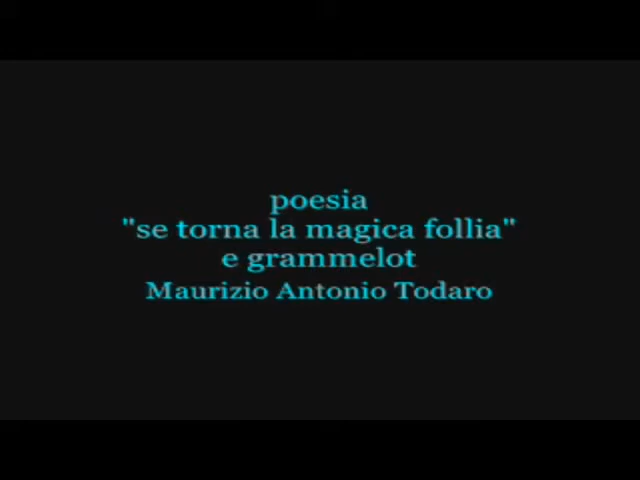 poesia
"se torna la magica follia"
e grammelot
Maurizio Antonio Todaro